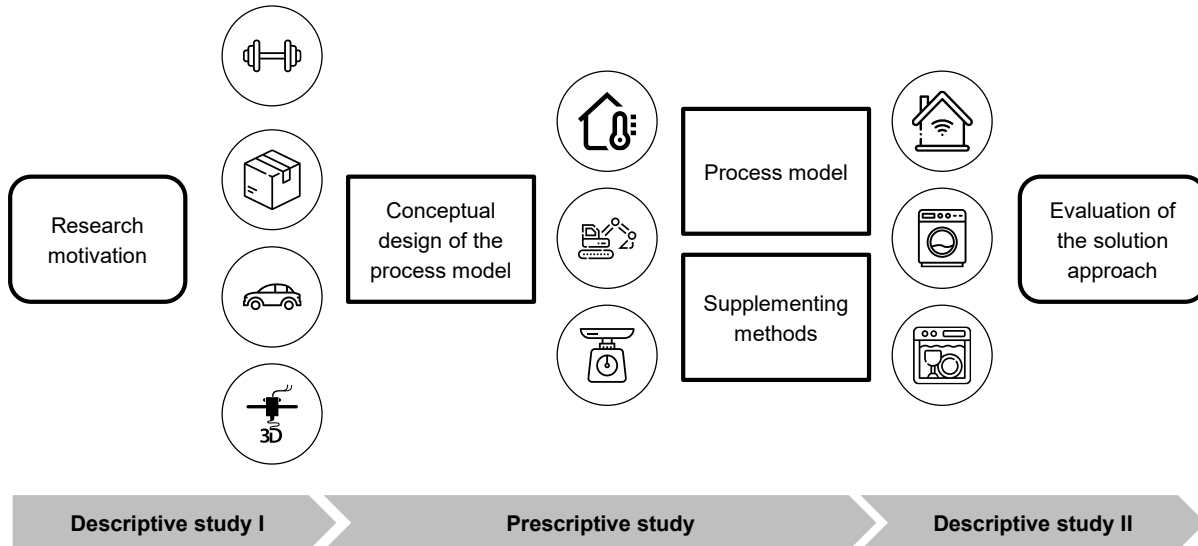 Research
motivation
3D
Conceptual
design of the
process model
Process model
Supplementing
methods
Evaluation of
the solution
approach
Descriptive study I
Prescriptive study
Descriptive study II